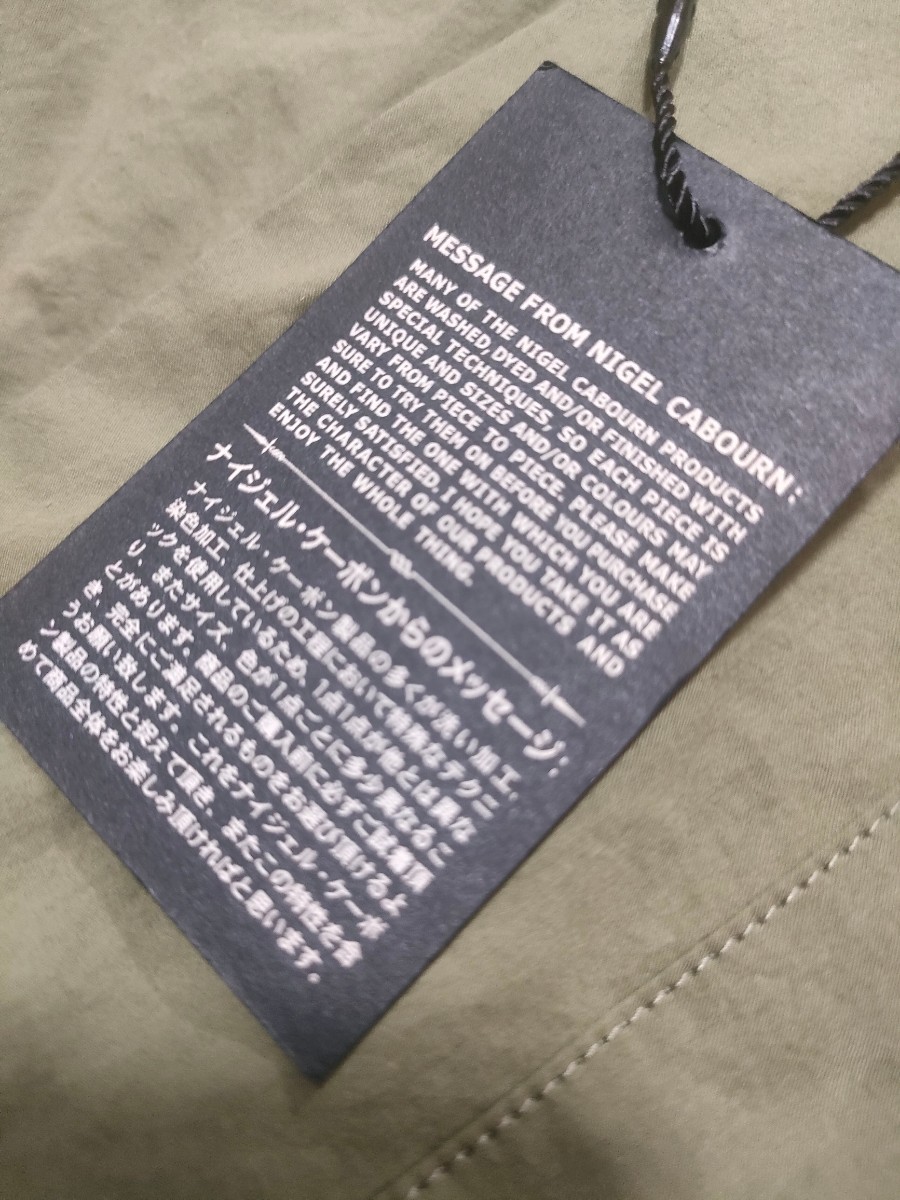 MESSAGE FROM NIGEL CABOURN:
MANY OF THE NIGEL CABOURN PRODUCTS
ARE WASHED, DYED AND/OR FINISHED WITH
SPECIAL TECHNIQUES, SO EACH PIECE IS
UNIQUE AND SIZES AND/OR COLOURS MAY
VARY FROM PIECE TO PIECE. PLEASE MAKE
SURE TO TRY THEM ON BEFORE YOU PURCHASE
AND FIND THE ONE WITH WHICH YOU ARE
SURELY SATISFIED. I HOPE YOU TAKE IT AS
THE CHARACTER OF OUR PRODUCTS AND
ENJOY THE WHOLE THING.
ナイジェル・ケーボンからのメッセージ:
ナイジェル・ケーボン製品の多くが洗い加工、
染色加工、仕上げの工程において特殊なテクニ
ックを使用しているため、1点1点が他とは異な
り、またサイズ、色が1点ごとに多少異なるこ
とがあります。商品のご購入前に必ずご試着頂
き、完全にご満足されるものをお選び頂けるよ
うお願い致します。これをナイジェル・ケーボ
ン製品の特性と捉えて頂き、またこの特性を含
めて商品全体をお楽しみ頂ければと思います。